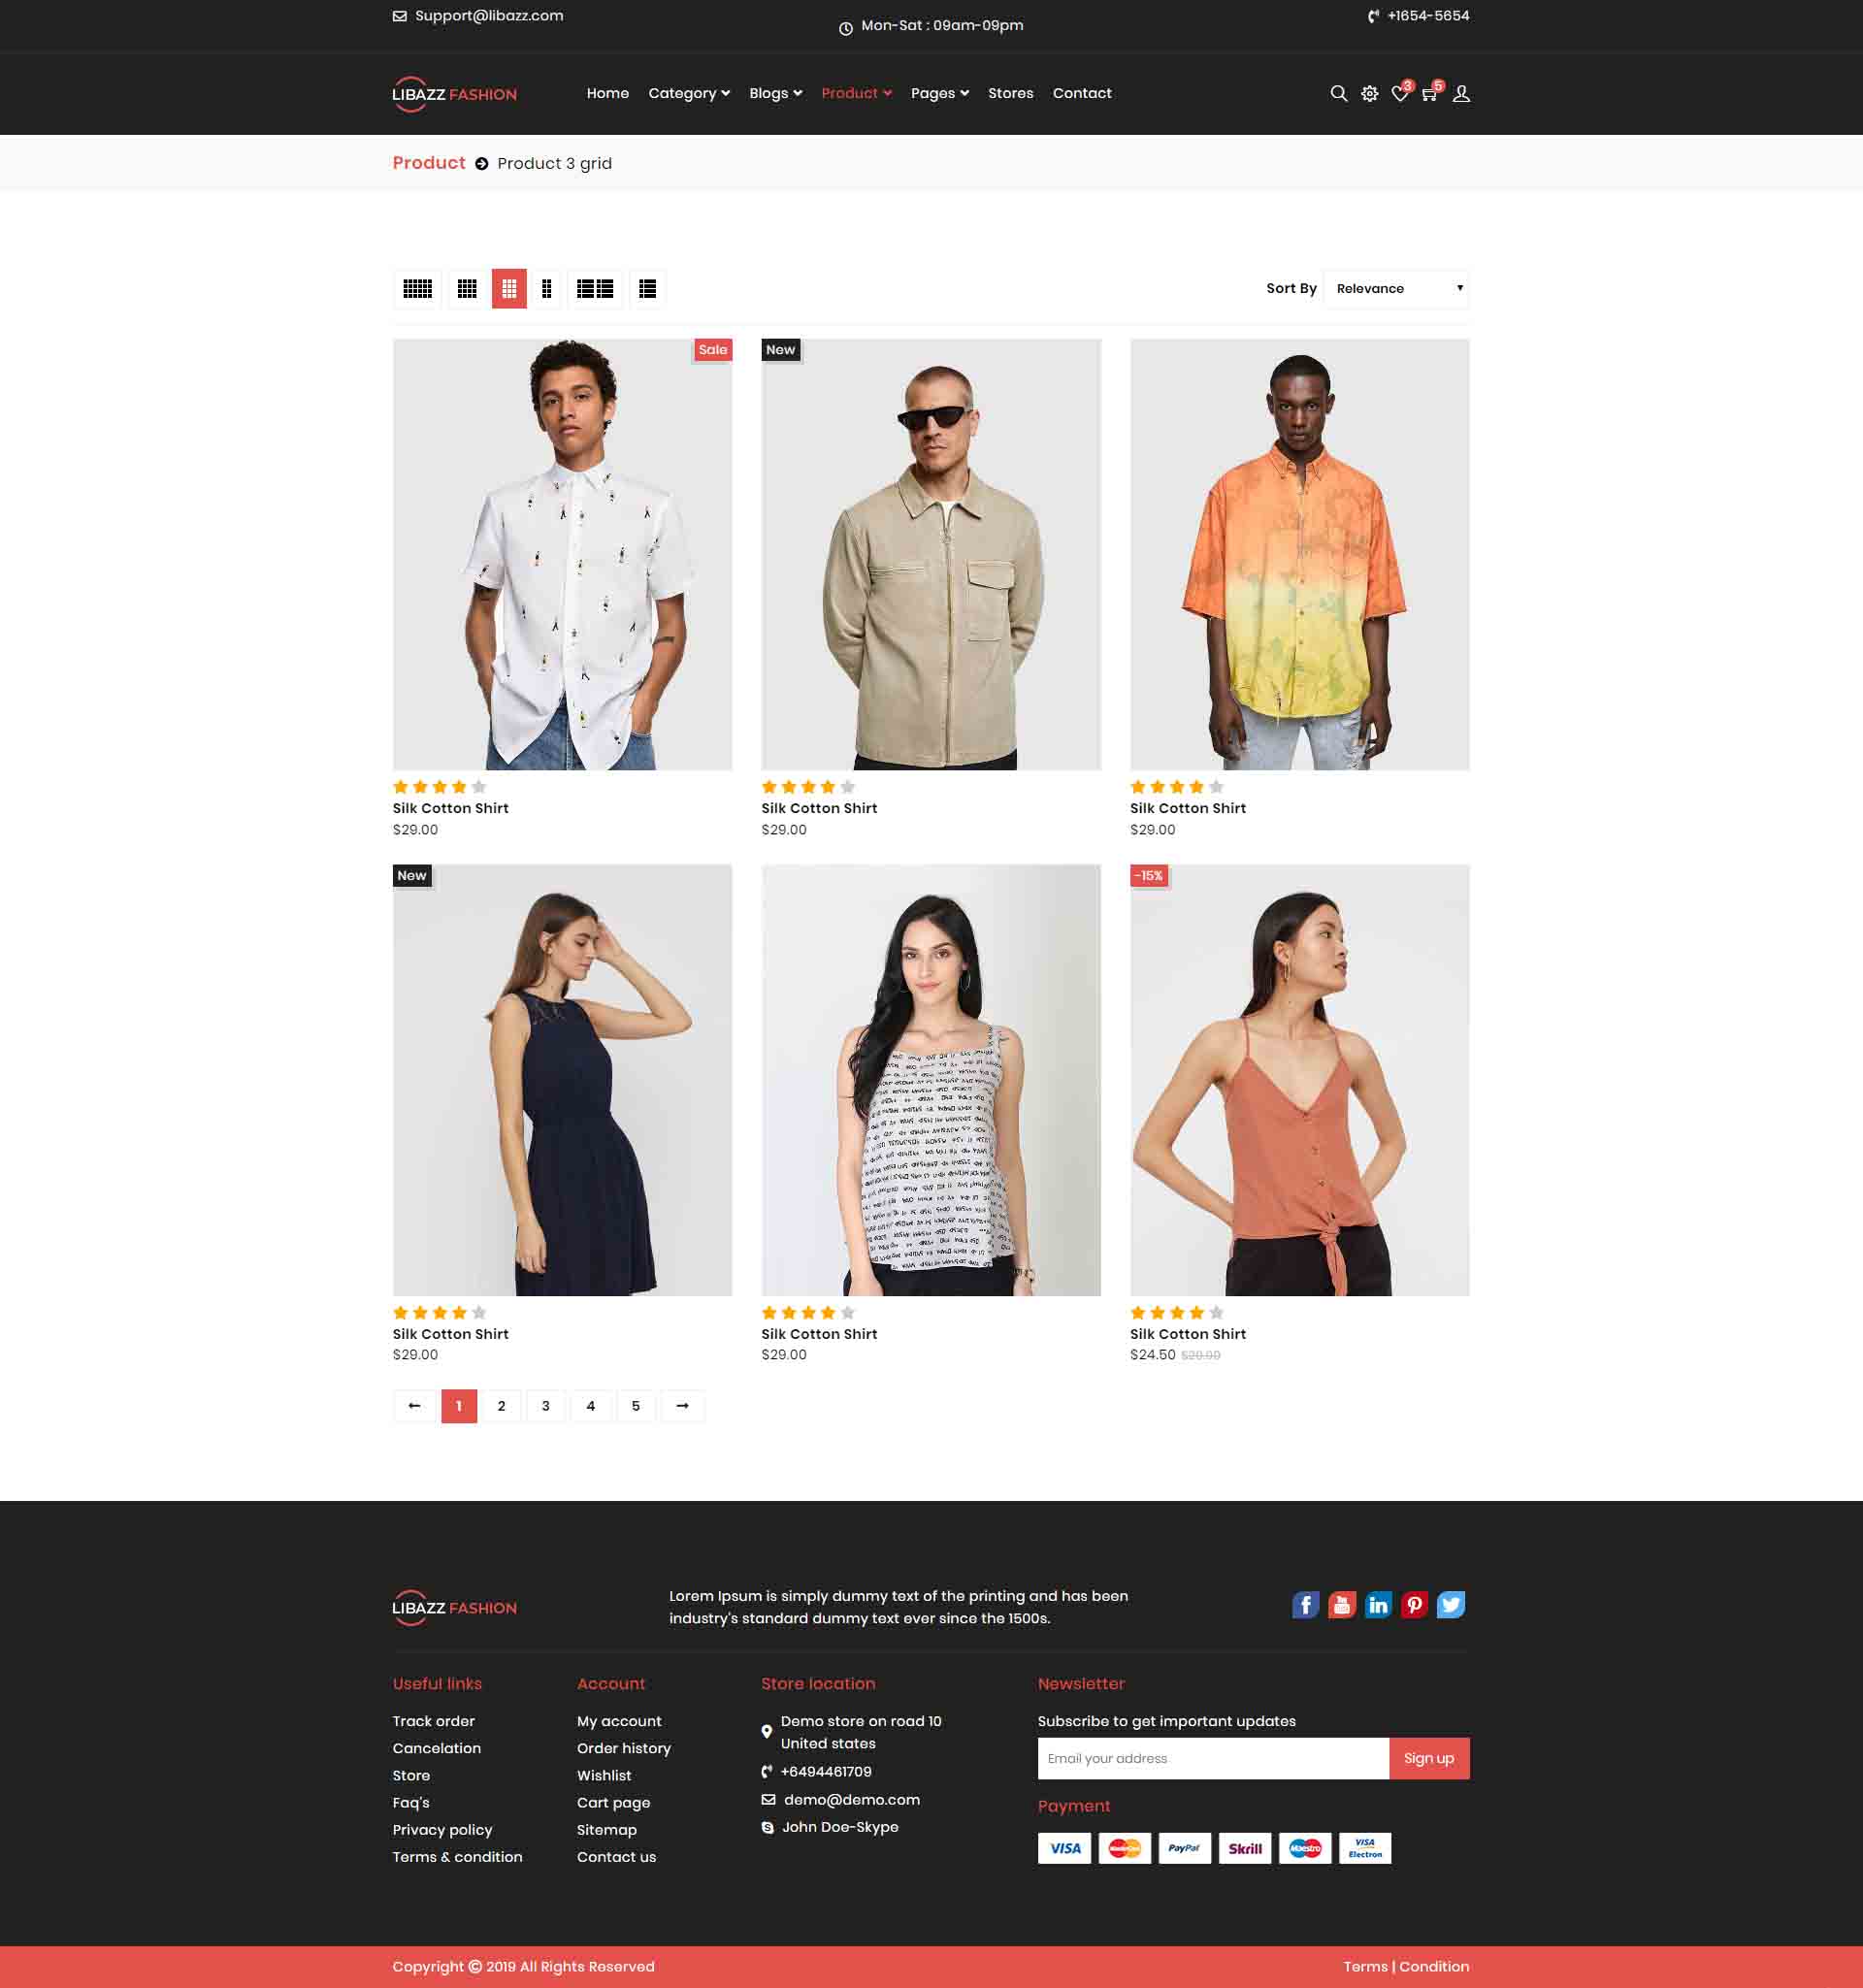 Support@libazz.com
Mon-Sat : 09am-09pm
+1654-5654
LIBAZZ FASHION
Home Category Blogs Product Pages Stores Contact
3 5
Product Product 3 grid
Sort By Relevance
Sale
New
Silk Cotton Shirt
$29.00
Silk Cotton Shirt
$29.00
Silk Cotton Shirt
$29.00
New
-15%
Silk Cotton Shirt
$29.00
Silk Cotton Shirt
$29.00
Silk Cotton Shirt
$24.50
1 2 3 4 5
LIBAZZ FASHION
Lorem Ipsum is simply dummy text of the printing and has been
industry's standard dummy text ever since the 1500s.
f
You
in
Useful links
Track order
Cancelation
Store
Faq's
Privacy policy
Terms & condition
Account
My account
Order history
Wishlist
Cart page
Sitemap
Contact us
Store location
Demo store on road 10
United states
+6494461709
demo@demo.com
John Doe-Skype
Newsletter
Subscribe to get important updates
Email your address
Sign up
Payment
VISA
MasterCard
PayPal
Skrill
Maestro
VISA
Electron
Copyright © 2019 All Rights Reserved
Terms | Condition